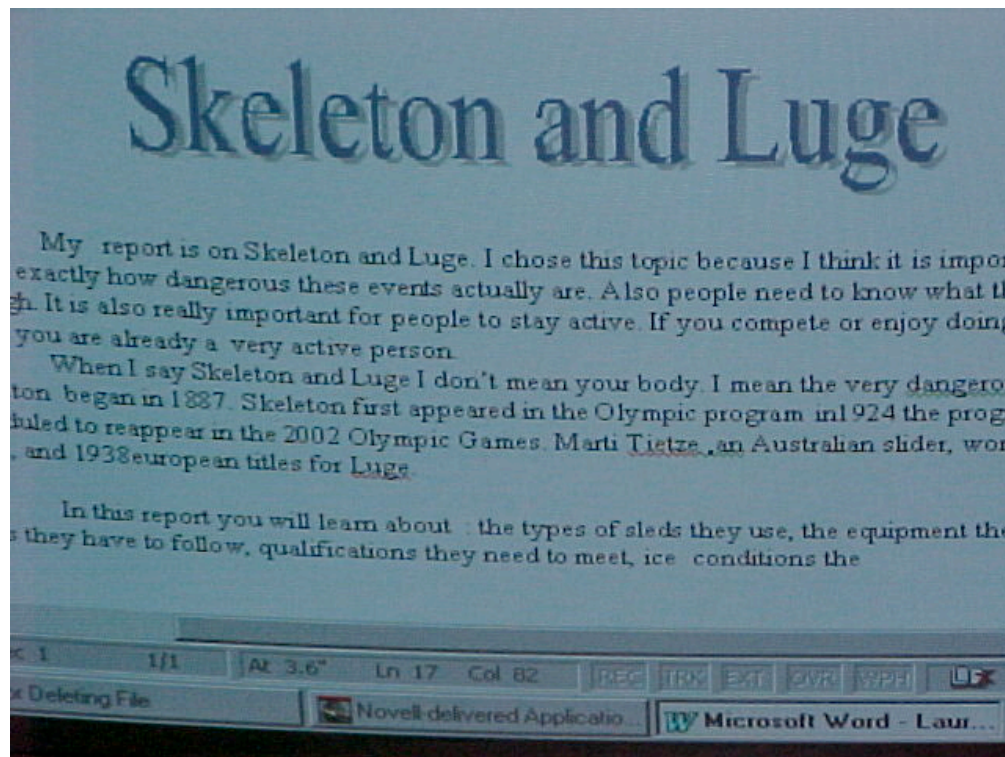 Skeleton and Luge
My report is on Skeleton and Luge. I chose this topic because I think it is impor
exactly how dangerous these events actually are. Also people need to know what th
gh. It is also really important for people to stay active. If you compete or enjoy doing
you are already a very active person.
When I say Skeleton and Luge I don't mean your body. I mean the very dangero
ton began in 1887. Skeleton first appeared in the Olympic program in1924 the prog
duled to reappear in the 2002 Olympic Games. Marti Tietze ,an Australian slider, won
, and 1938european titles for Luge.
In this report you will learn about : the types of sleds they use, the equipment the
s they have to follow, qualifications they need to meet, ice conditions the
1 1/1 At 3.6" Ln 17 Col 82 REC TRK EXT OVR WPH
Deleting File Novell-delivered Applicatio... Microsoft Word - Laur...